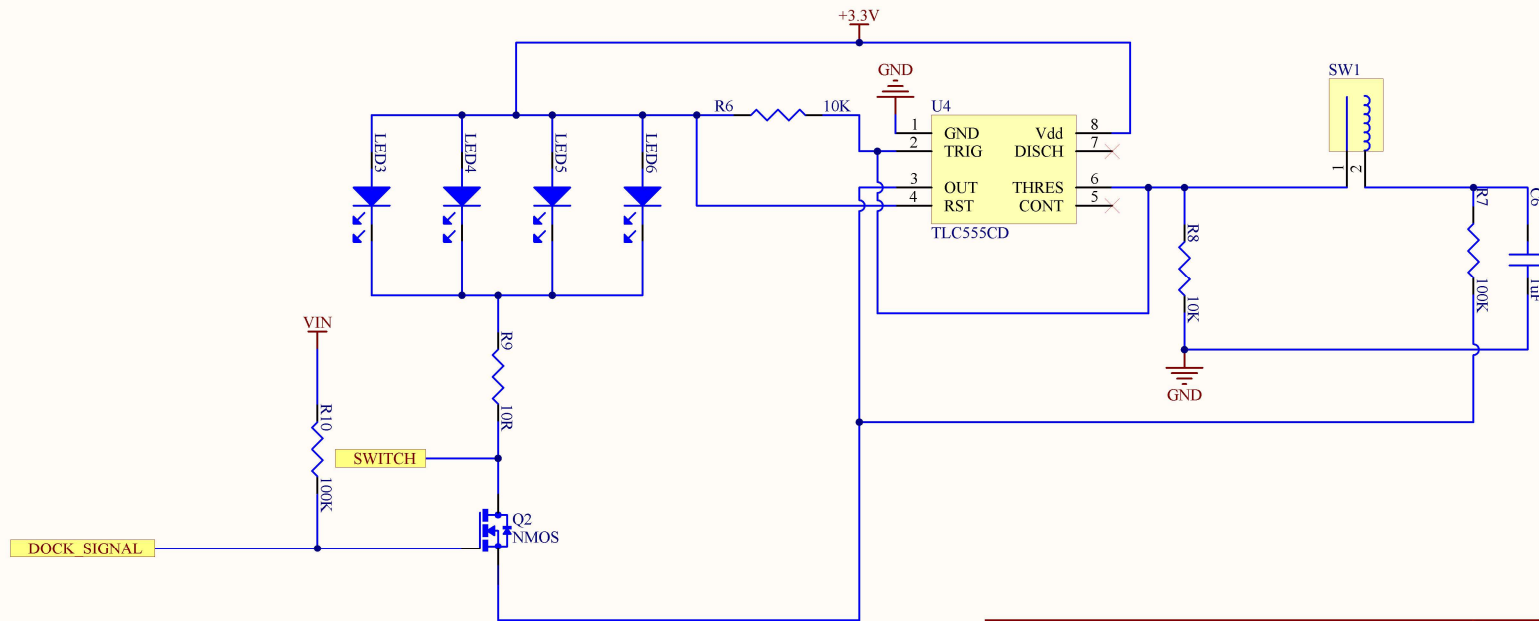 +3.3V
GND
SW1
R6
10K
U4
1
GND
Vdd
8
2
TRIG
DISCH
7
3
OUT
THRES
6
4
RST
CONT
5
TLC555CD
1
2
LED3
LED4
LED5
LED6
R7
100K
C6
1uF
R8
10K
GND
VIN
R9
10R
R10
100K
SWITCH
Q2
NMOS
DOCK_SIGNAL